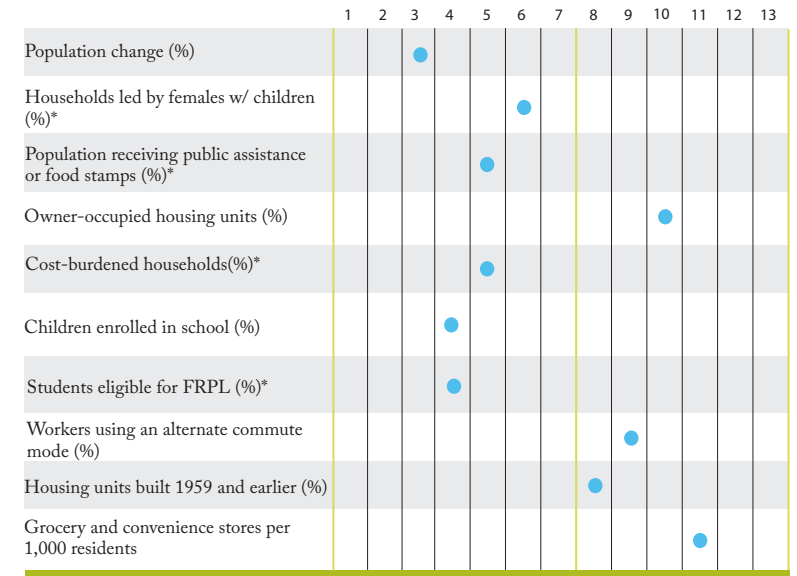 1 2 3 4 5 6 7 8 9 10 11 12 13
Population change (%)
Households led by females w/ children
(%)*
Population receiving public assistance
or food stamps (%)*
Owner-occupied housing units (%)
Cost-burdened households(%)*
Children enrolled in school (%)
Students eligible for FRPL (%)*
Workers using an alternate commute
mode (%)
Housing units built 1959 and earlier (%)
Grocery and convenience stores per
1,000 residents